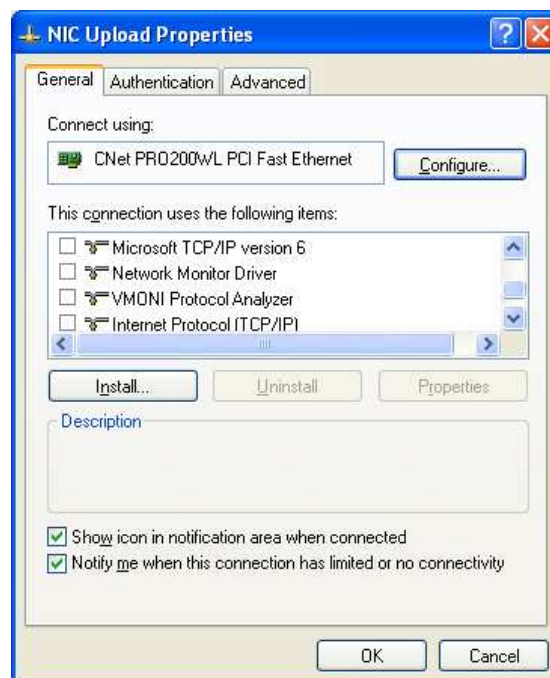 NIC Upload Properties
General Authentication Advanced
Connect using:
CNet PRO200WL PCI Fast Ethernet
Configure...
This connection uses the following items:
Microsoft TCP/IP version 6
Network Monitor Driver
VMONI Protocol Analyzer
Internet Protocol (TCP/IP)
Install... Uninstall Properties
Description
Show icon in notification area when connected
Notify me when this connection has limited or no connectivity
OK Cancel